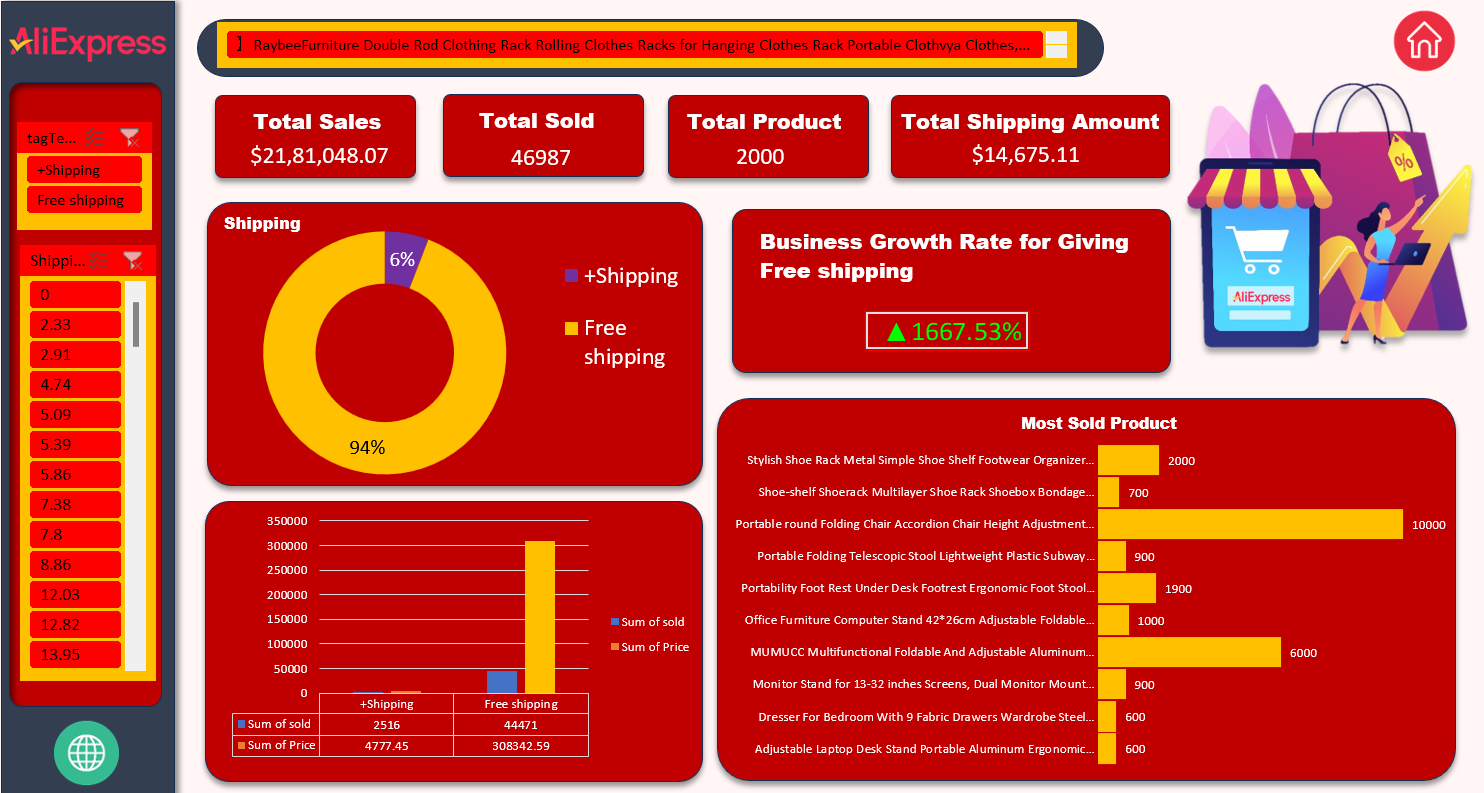 AliExpress
】 RaybeeFurniture Double Rod Clothing Rack Rolling Clothes Racks for Hanging Clothes Rack Portable Clothvya Clothes,...
tagTe...
+Shipping
Free shipping
Shippi...
0
2.33
2.91
4.74
5.09
5.39
5.86
7.38
7.8
8.86
12.03
12.82
13.95
Total Sales
$21,81,048.07
Total Sold
46987
Total Product
2000
Total Shipping Amount
$14,675.11
%
AliExpress
Shipping
6%
94%
+Shipping
Free
shipping
Business Growth Rate for Giving
Free shipping
▲ 1667.53%
350000
300000
250000
200000
150000
100000
50000
0
+Shipping Free shipping
Sum of sold 2516 44471
Sum of Price 4777.45 308342.59
Sum of sold
Sum of Price
Most Sold Product
Stylish Shoe Rack Metal Simple Shoe Shelf Footwear Organizer... 2000
Shoe-shelf Shoerack Multilayer Shoe Rack Shoebox Bondage... 700
Portable round Folding Chair Accordion Chair Height Adjustment... 10000
Portable Folding Telescopic Stool Lightweight Plastic Subway... 900
Portability Foot Rest Under Desk Footrest Ergonomic Foot Stool... 1900
Office Furniture Computer Stand 42*26cm Adjustable Foldable... 1000
MUMUCC Multifunctional Foldable And Adjustable Aluminum... 6000
Monitor Stand for 13-32 inches Screens, Dual Monitor Mount... 900
Dresser For Bedroom With 9 Fabric Drawers Wardrobe Steel... 600
Adjustable Laptop Desk Stand Portable Aluminum Ergonomic... 600